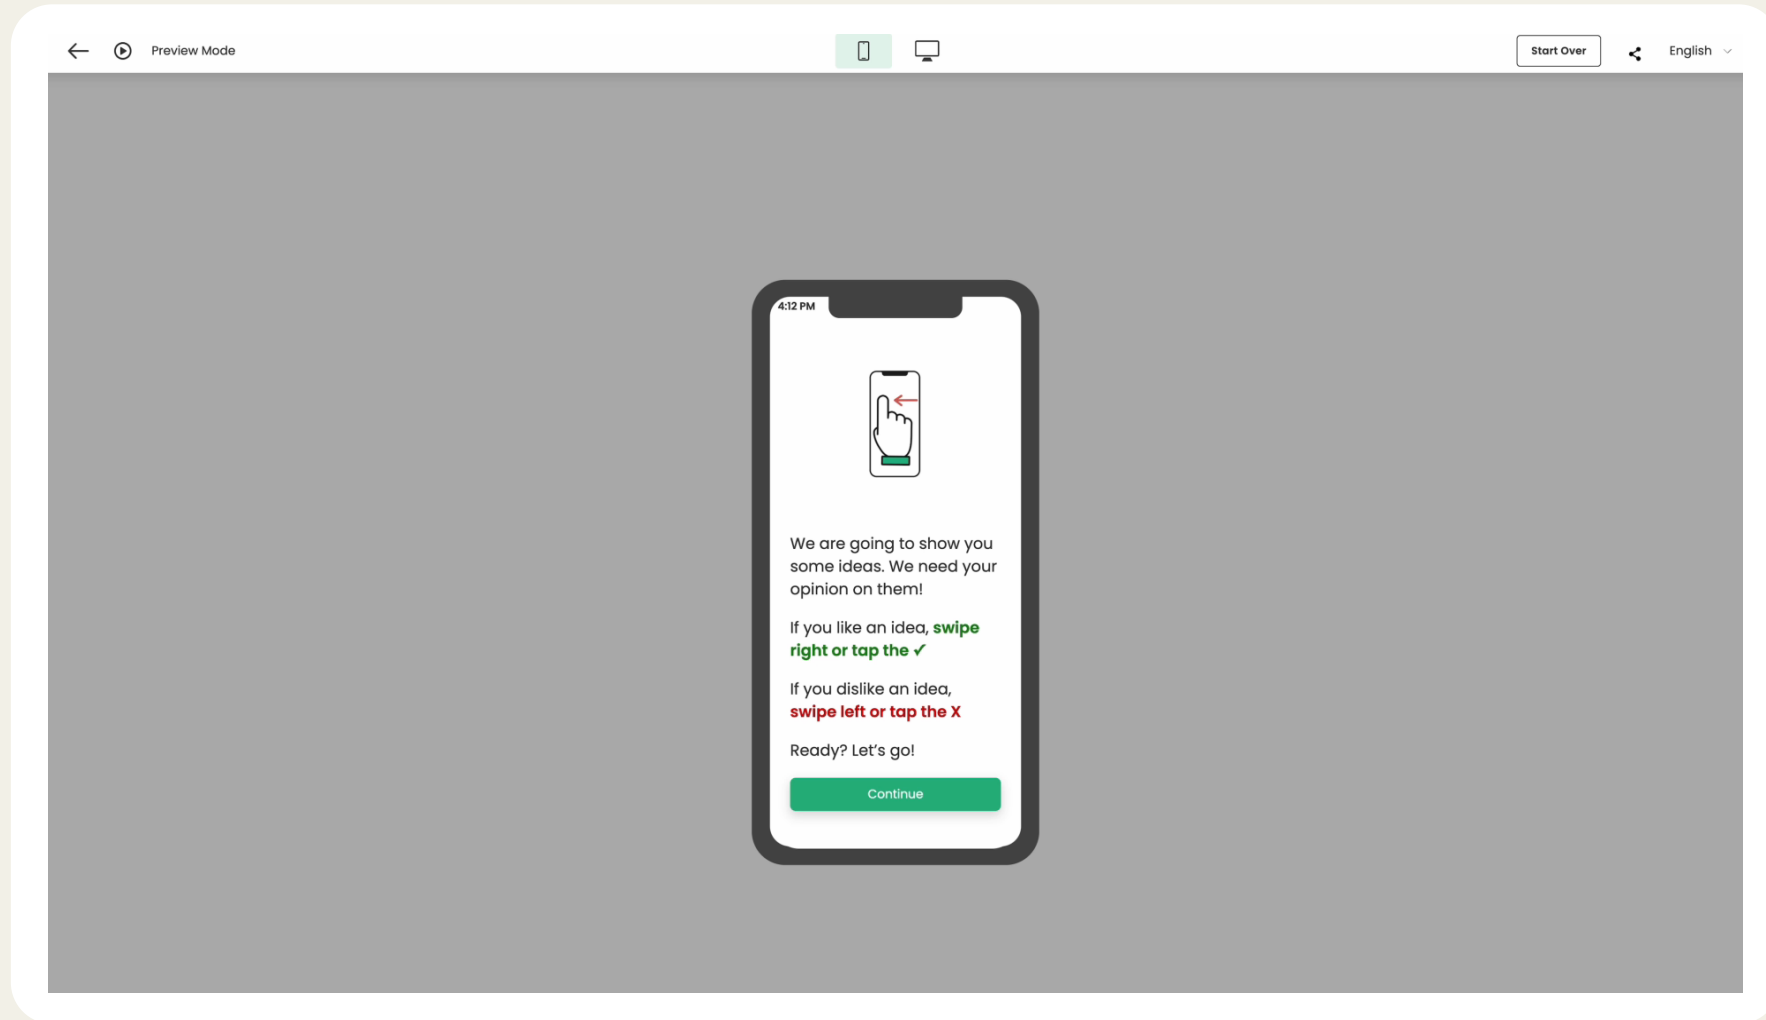 Preview Mode
Start Over
English
4:12 PM
We are going to show you
some ideas. We need your
opinion on them!
If you like an idea, swipe
right or tap the ✓
If you dislike an idea,
swipe left or tap the X
Ready? Let’s go!
Continue